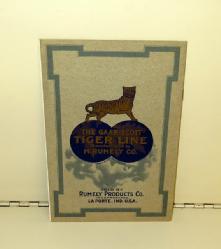 THE GAAR-SCOTT
TIGER LINE
M. RUMELY CO.
SOLD BY
RUMELY PRODUCTS CO.
LA PORTE, IND. U.S.A.